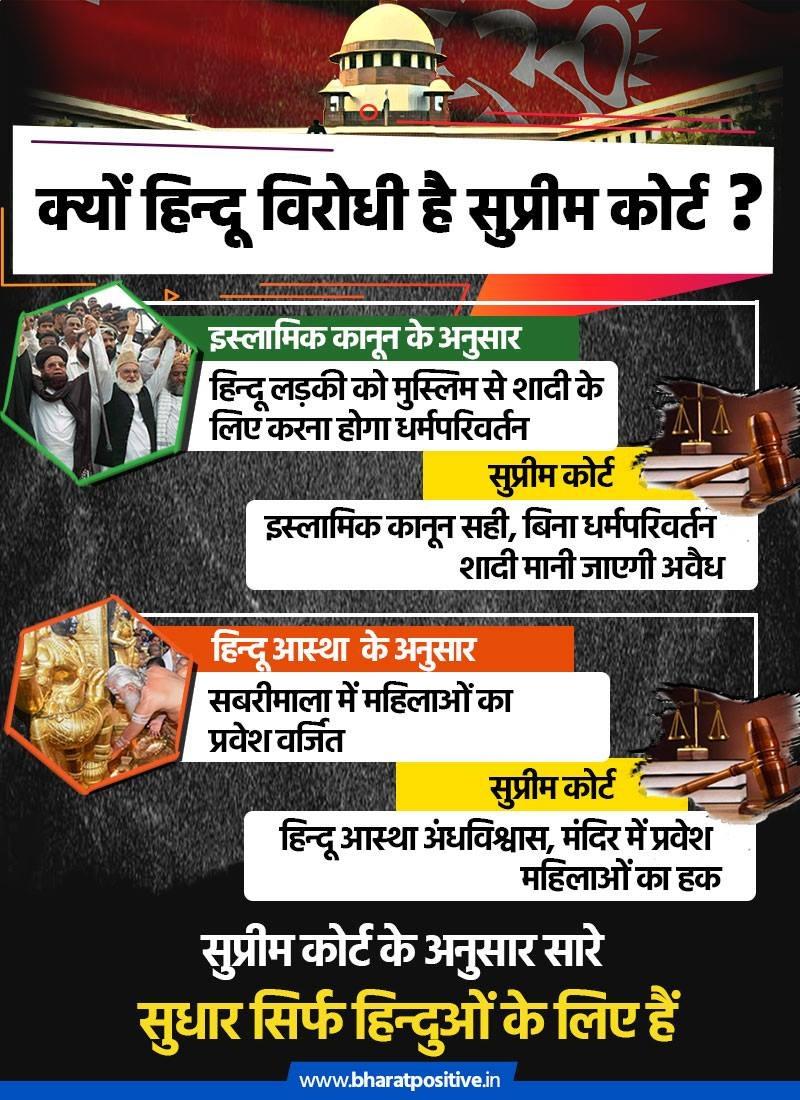 क्यों हिन्दू विरोधी है सुप्रीम कोर्ट ?
इस्लामिक कानून के अनुसार
हिन्दू लड़की को मुस्लिम से शादी के
लिए करना होगा धर्मपरिवर्तन
सुप्रीम कोर्ट
इस्लामिक कानून सही, बिना धर्मपरिवर्तन
शादी मानी जाएगी अवैध
हिन्दू आस्था के अनुसार
सबरीमाला में महिलाओं का
प्रवेश वर्जित
सुप्रीम कोर्ट
हिन्दू आस्था अंधविश्वास, मंदिर में प्रवेश
महिलाओं का हक
सुप्रीम कोर्ट के अनुसार सारे
सुधार सिर्फ हिन्दुओं के लिए हैं
www.bharatpositive.in